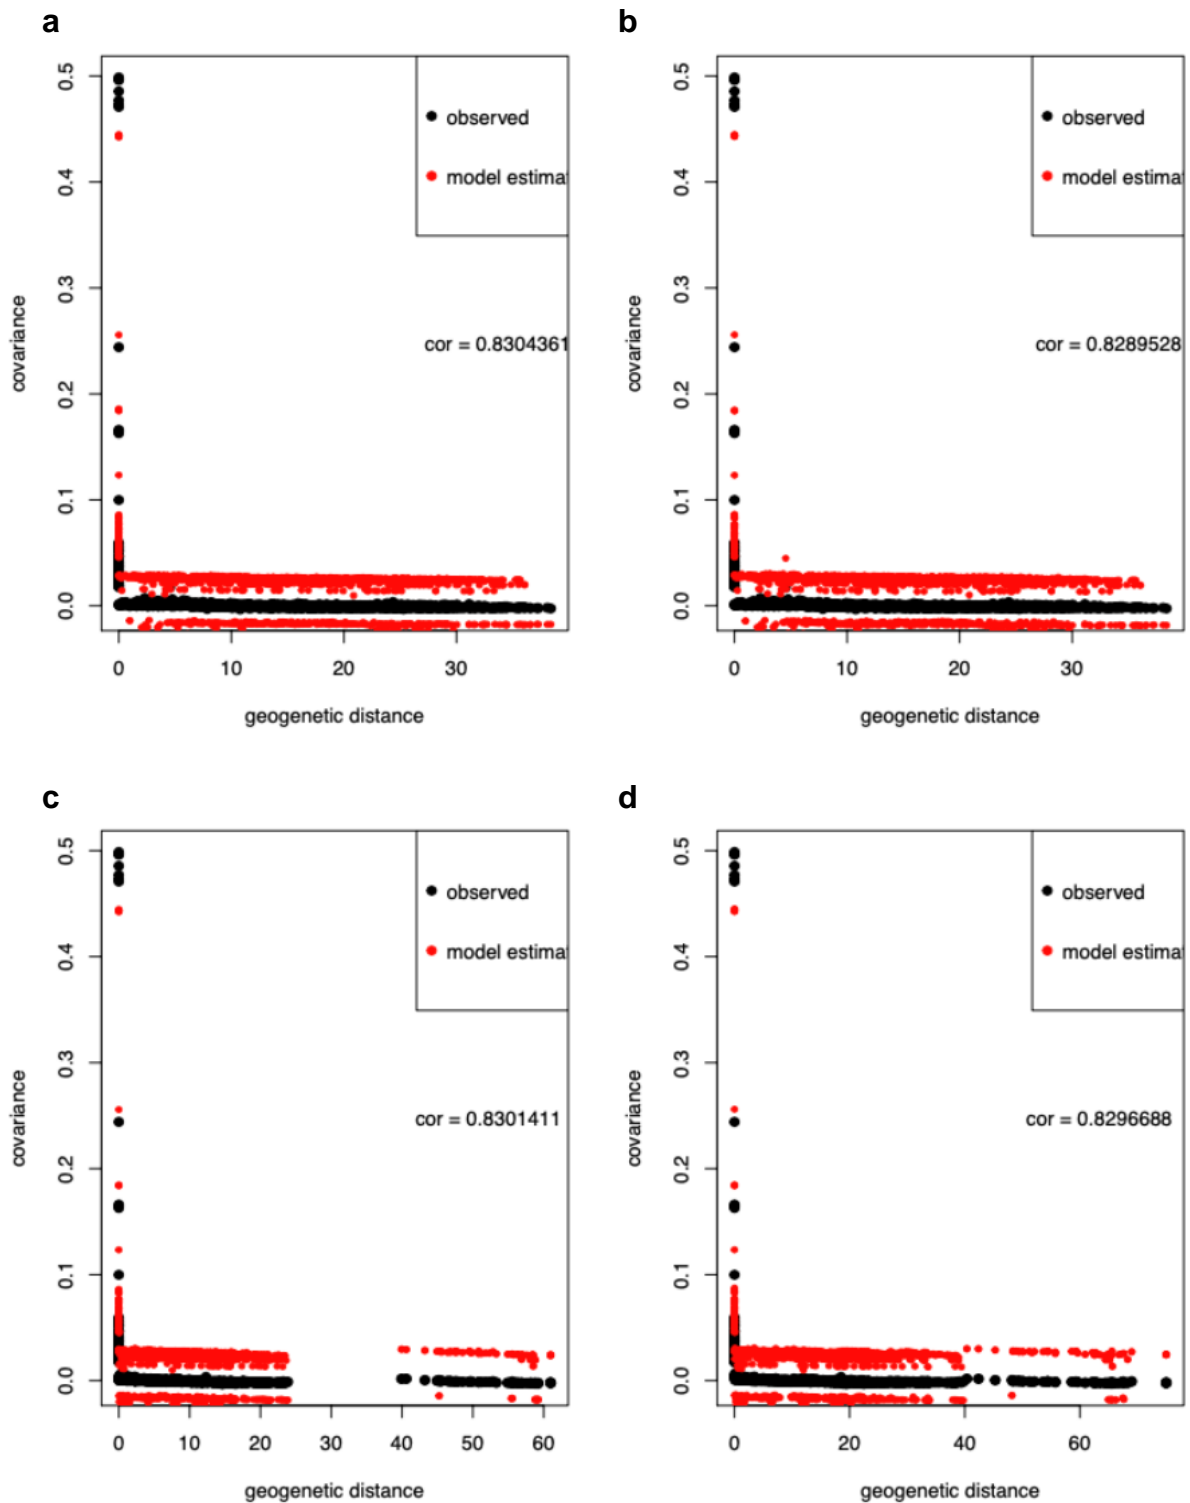 a
0.5
0.4
0.3
0.2
0.1
0.0
covariance
observed
model estimat
cor = 0.8304361
0 10 20 30
geogenetic distance
b
0.5
0.4
0.3
0.2
0.1
0.0
covariance
observed
model estimat
cor = 0.8289528
0 10 20 30
geogenetic distance
c
0.5
0.4
0.3
0.2
0.1
0.0
covariance
observed
model estimat
cor = 0.8301411
0 10 20 30 40 50 60
geogenetic distance
d
0.5
0.4
0.3
0.2
0.1
0.0
covariance
observed
model estimat
cor = 0.8296688
0 20 40 60
geogenetic distance